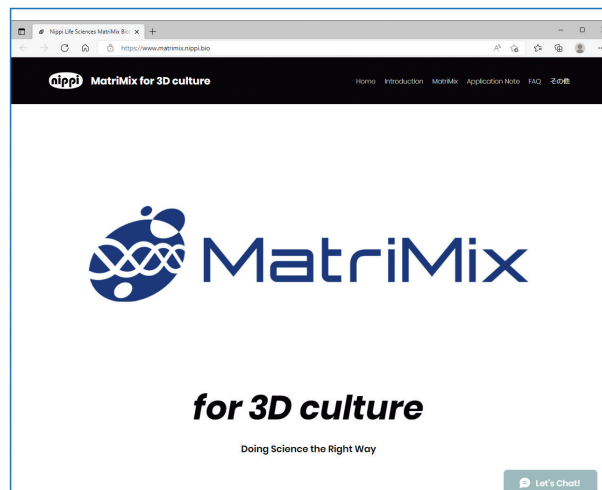 Nippi Life Sciences MatriMix Bio
https://www.matrimix.nippi.bio
nippi MatriMix for 3D culture
Home Introduction MatriMix Application Note FAQ その他
MatriMix
for 3D culture
Doing Science the Right Way
Let's Chat!